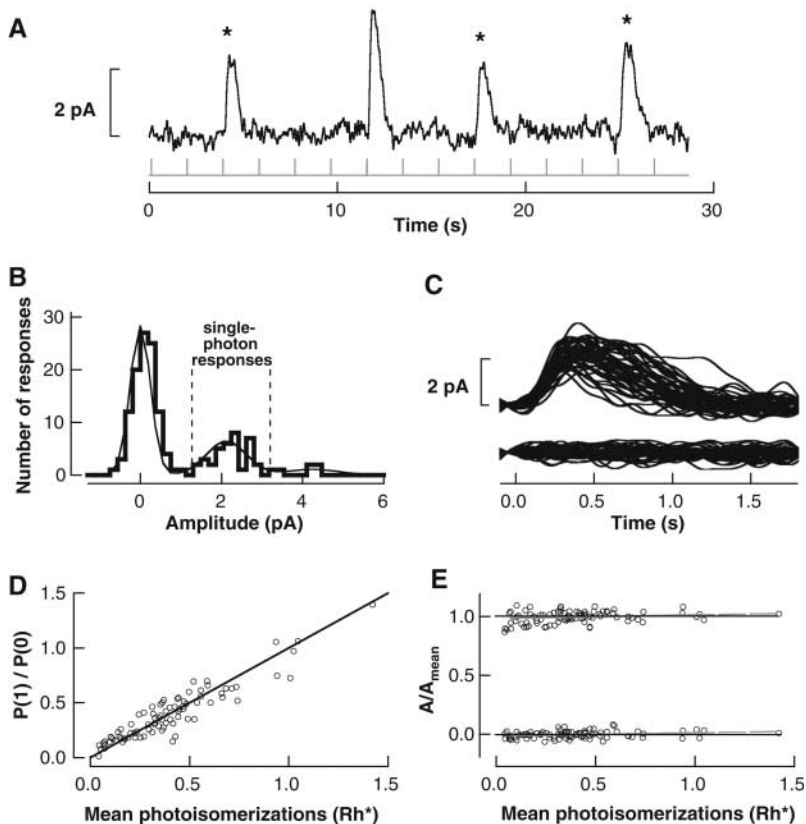 A
*
*
*
2 pA
0
10
20
30
Time (s)
B
Number of responses
30
20
10
0
single-
photon
responses
0
2
4
6
Amplitude (pA)
C
2 pA
0.0
0.5
1.0
1.5
Time (s)
D
P(1) / P(0)
1.5
1.0
0.5
0.0
0.0
0.5
1.0
1.5
Mean photoisomerizations (Rh*)
E
A/Amean
1.0
0.5
0.0
0.0
0.5
1.0
1.5
Mean photoisomerizations (Rh*)